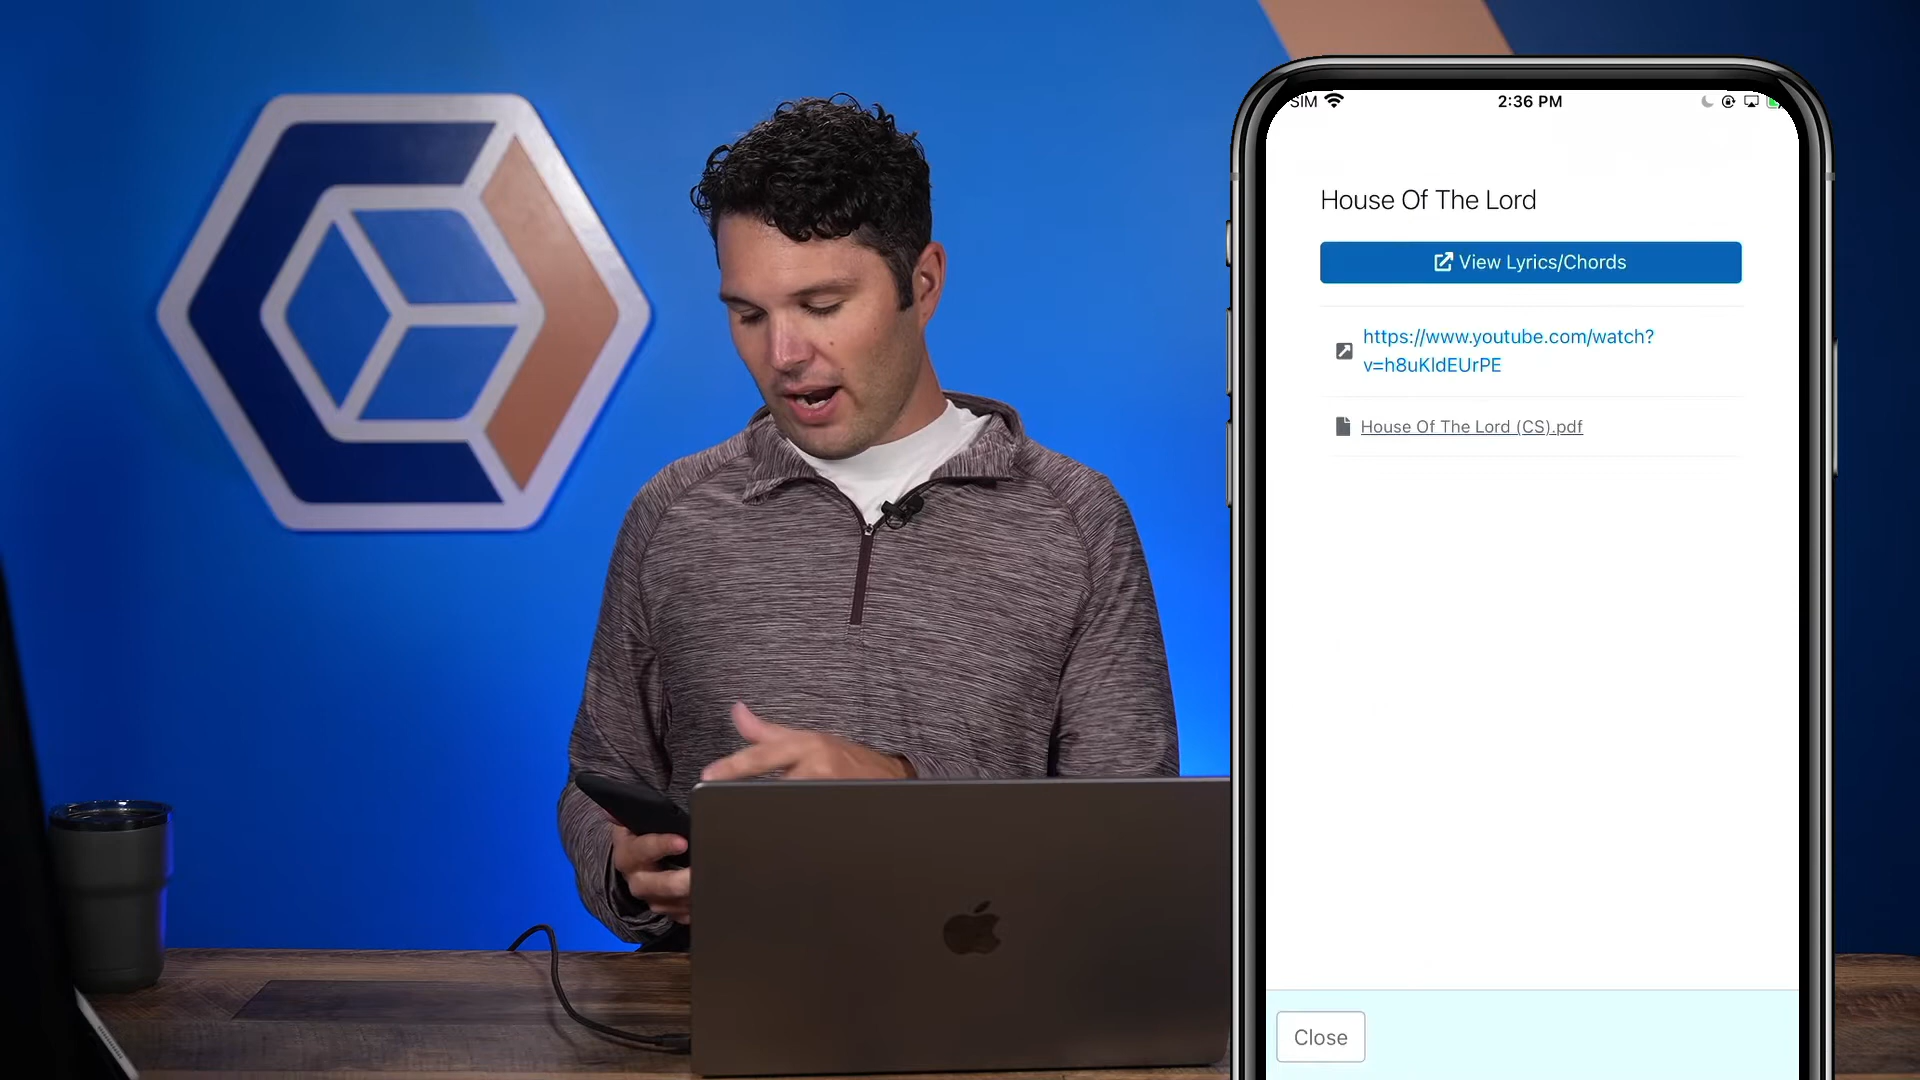 SIM 2:36 PM
House Of The Lord
View Lyrics/Chords
https://www.youtube.com/watch?
v=h8uKldEUrPE
House Of The Lord (CS).pdf
Close